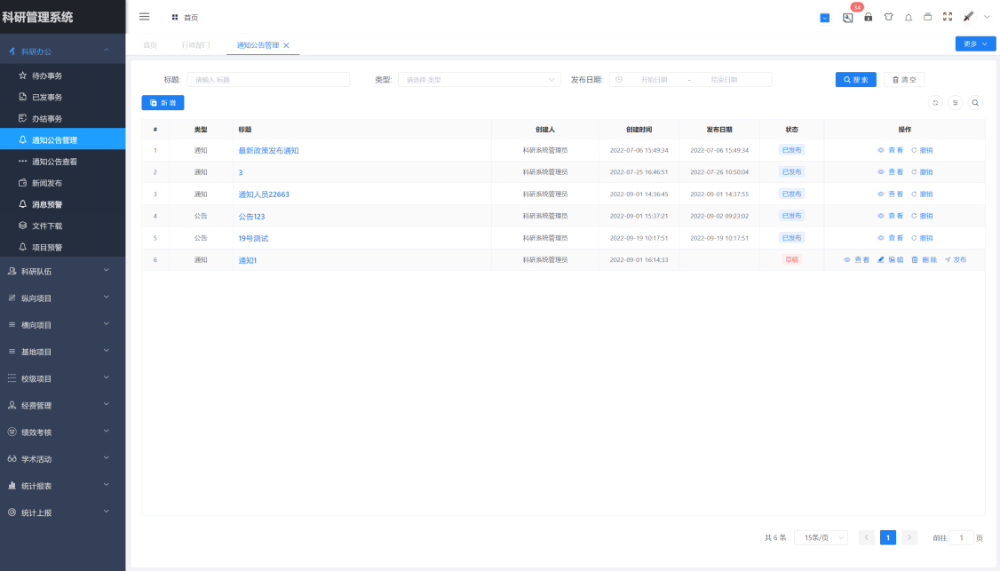 科研管理系统
首页
34
首页 行政部门 通知公告管理
更多
科研办公
待办事务
已发事务
办结事务
通知公告管理
通知公告查看
新闻发布
消息预警
文件下载
项目预警
科研队伍
纵向项目
横向项目
基地项目
校级项目
经费管理
绩效考核
学术活动
统计报表
统计上报
标题: 请输入 标题 类型: 请选择 类型 发布日期: 开始日期 - 结束日期 搜 索 清 空
新 增
# 类型 标题 创建人 创建时间 发布日期 状态 操作
1 通知 最新政策发布通知 科研系统管理员 2022-07-06 15:49:34 2022-07-06 15:49:34 已发布 查 看 撤销
2 通知 3 科研系统管理员 2022-07-25 16:46:51 2022-07-26 10:50:04 已发布 查 看 撤销
3 通知 通知人员22663 科研系统管理员 2022-09-01 14:36:45 2022-09-01 14:37:55 已发布 查 看 撤销
4 公告 公告123 科研系统管理员 2022-09-01 15:37:21 2022-09-02 09:23:02 已发布 查 看 撤销
5 公告 19号测试 科研系统管理员 2022-09-19 10:17:51 2022-09-19 10:17:51 已发布 查 看 撤销
6 通知 通知1 科研系统管理员 2022-09-01 16:14:33 草稿 查 看 编 辑 删 除 发布
共 6 条 15条/页 1 前往 1 页